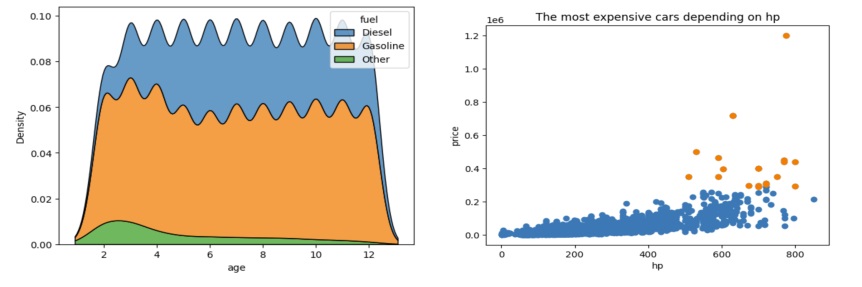 fuel
Diesel
Gasoline
Other
0.10
0.08
0.06
0.04
0.02
0.00
Density
2 4 6 8 10 12
age
The most expensive cars depending on hp
1e6
1.2
1.0
0.8
0.6
0.4
0.2
0.0
price
0 200 400 600 800
hp